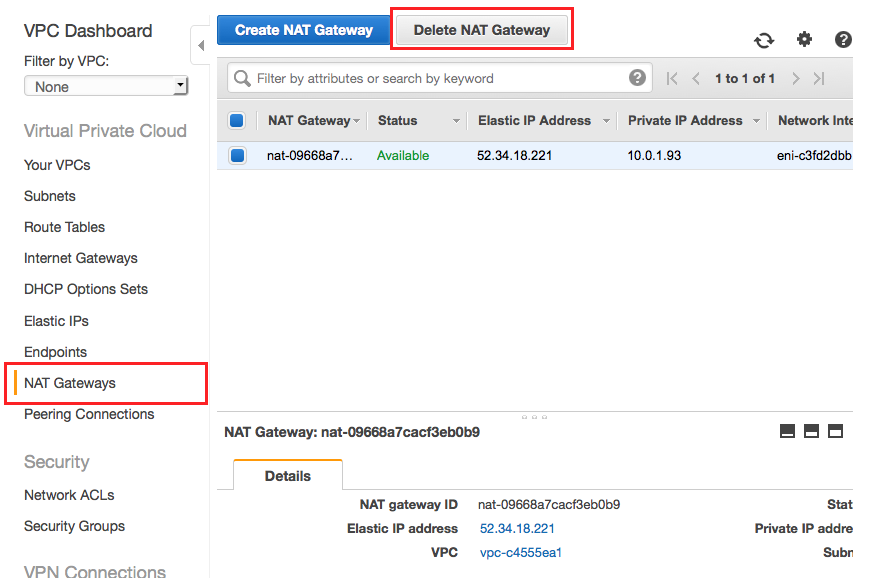 VPC Dashboard
Filter by VPC:
None
Virtual Private Cloud
Your VPCs
Subnets
Route Tables
Internet Gateways
DHCP Options Sets
Elastic IPs
Endpoints
NAT Gateways
Peering Connections
Security
Network ACLs
Security Groups
VPN Connections
Create NAT Gateway Delete NAT Gateway
Filter by attributes or search by keyword 1 to 1 of 1
NAT Gateway Status Elastic IP Address Private IP Address Network Inte
nat-09668a7... Available 52.34.18.221 10.0.1.93 eni-c3fd2dbb
NAT Gateway: nat-09668a7cacf3eb0b9
Details
NAT gateway ID nat-09668a7cacf3eb0b9 Stat
Elastic IP address 52.34.18.221 Private IP addre
VPC vpc-c4555ea1 Subn